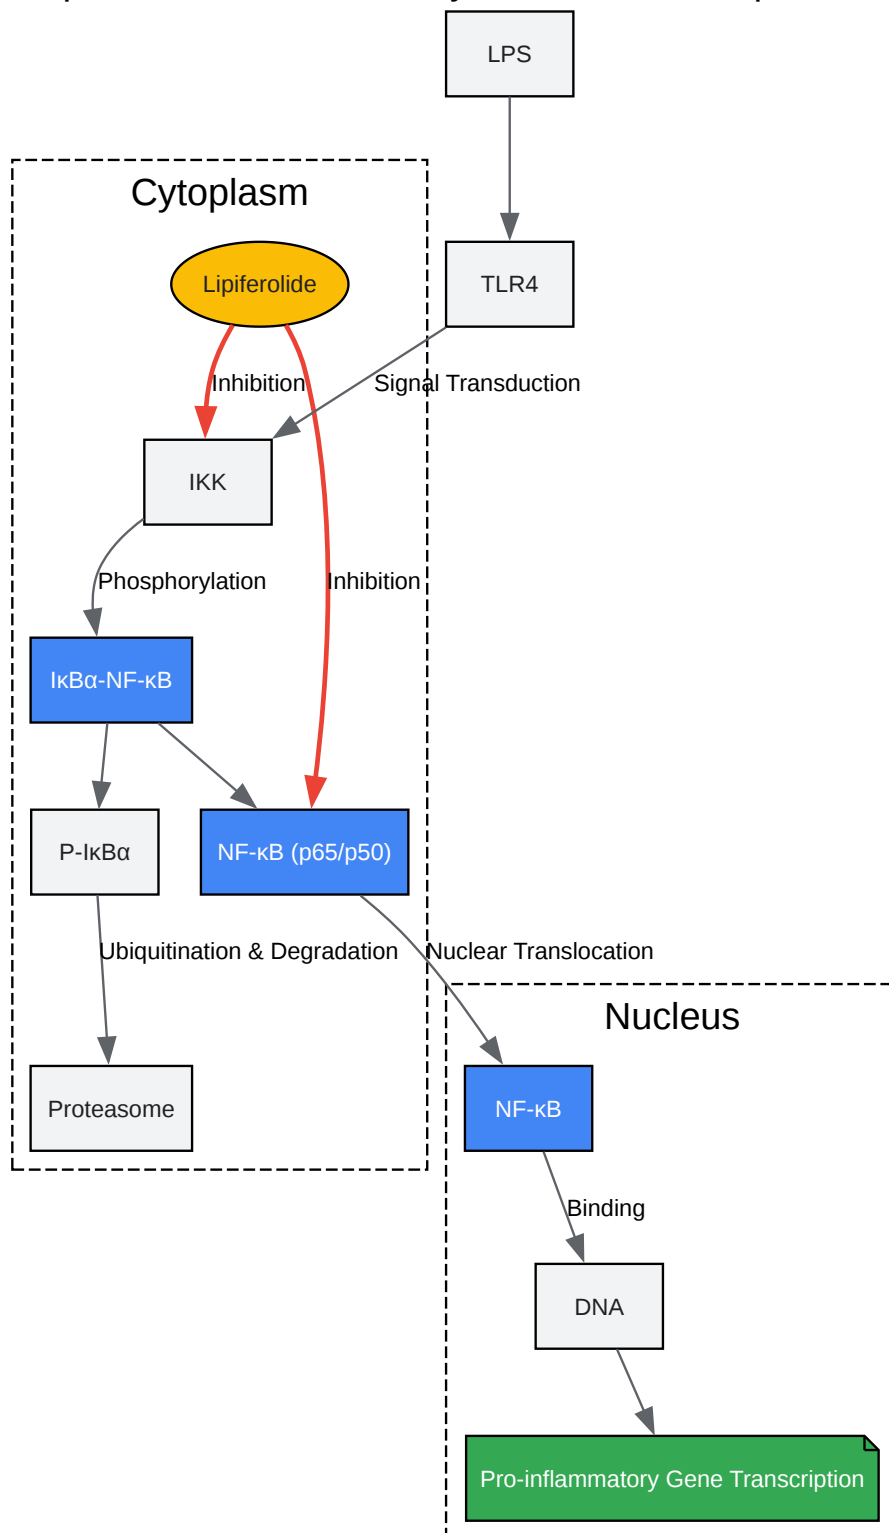 LPS
Cytoplasm
Lipiferolide
TLR4
Inhibition
Signal Transduction
IKK
Phosphorylation
Inhibition
IκBα-NF-κB
P-IκBα
NF-κB (p65/p50)
Ubiquitination & Degradation
Nuclear Translocation
Nucleus
Proteasome
NF-κB
Binding
DNA
Pro-inflammatory Gene Transcription